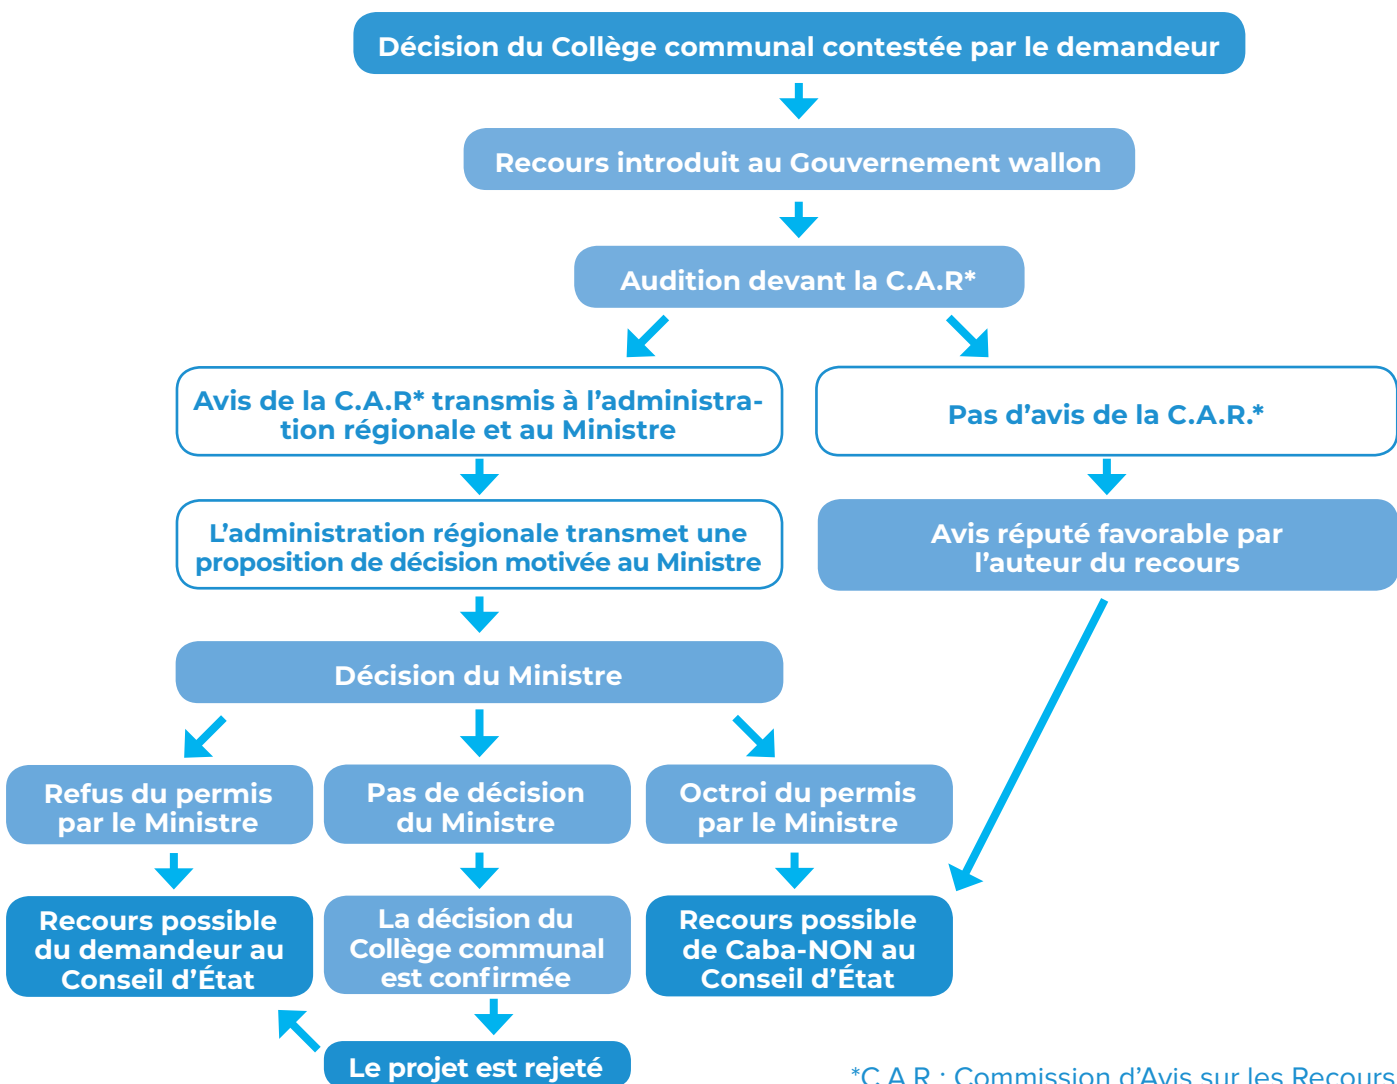 Décision du Collège communal contestée par le demandeur
Recours introduit au Gouvernement wallon
Audition devant la C.A.R*
Avis de la C.A.R* transmis à l’administra-
tion régionale et au Ministre
Pas d’avis de la C.A.R.*
L’administration régionale transmet une
proposition de décision motivée au Ministre
Avis réputé favorable par
l’auteur du recours
Décision du Ministre
Refus du permis
par le Ministre
Pas de décision
du Ministre
Octroi du permis
par le Ministre
Recours possible
du demandeur au
Conseil d’État
La décision du
Collège communal
est confirmée
Recours possible
de Caba-NON au
Conseil d’État
Le projet est rejeté
*C.A.R : Commission d’Avis sur les Recours